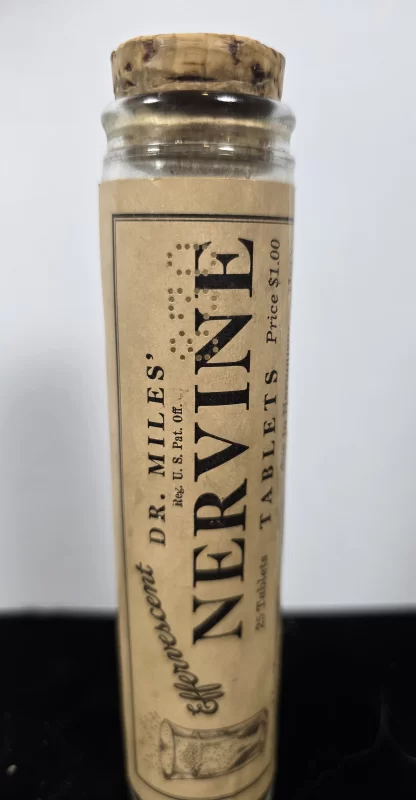 Effervescent
DR. MILES'
Reg. U. S. Pat. Off.
NERVINE
25 Tablets TABLETS Price $1.00